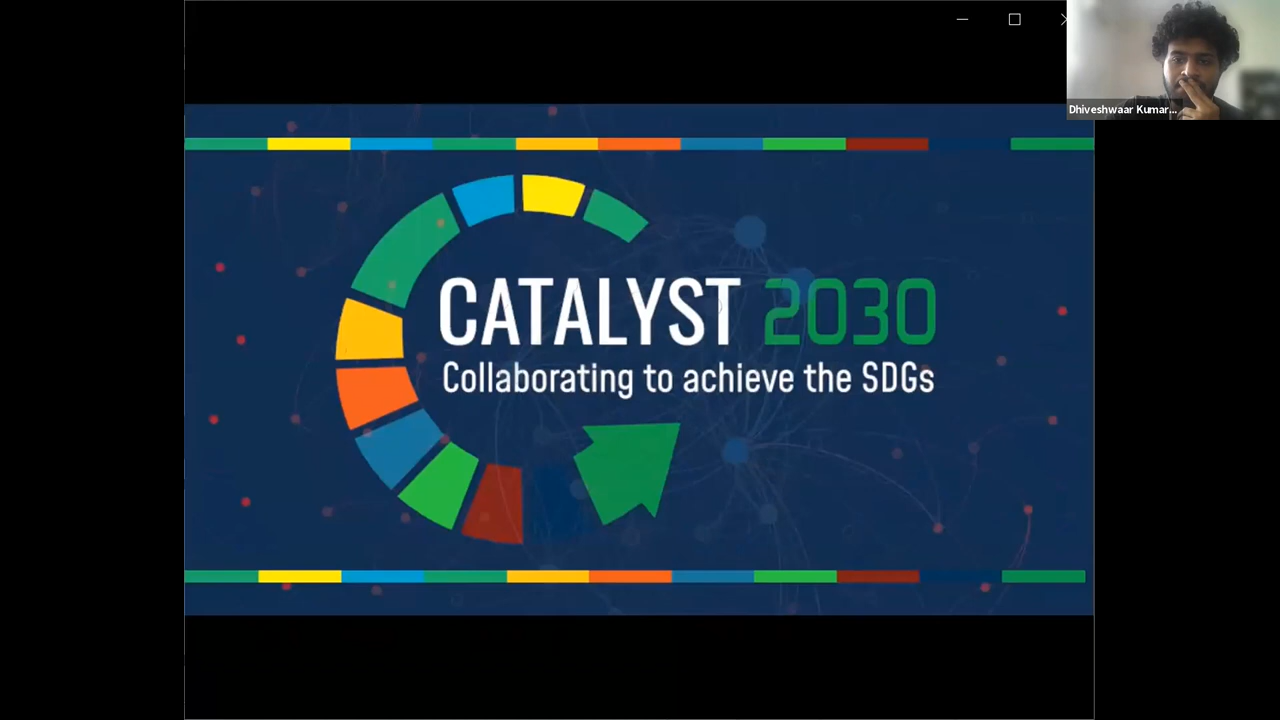 Dhiveshwaar Kumar...
CATALYST 2030
Collaborating to achieve the SDGs